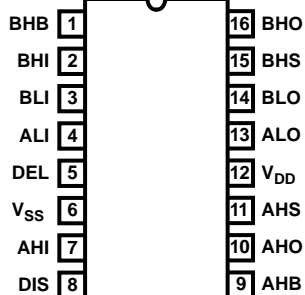 BHB 1 16 BHO
BHI 2 15 BHS
BLI 3 14 BLO
ALI 4 13 ALO
DEL 5 12 VDD
VSS 6 11 AHS
AHI 7 10 AHO
DIS 8 9 AHB